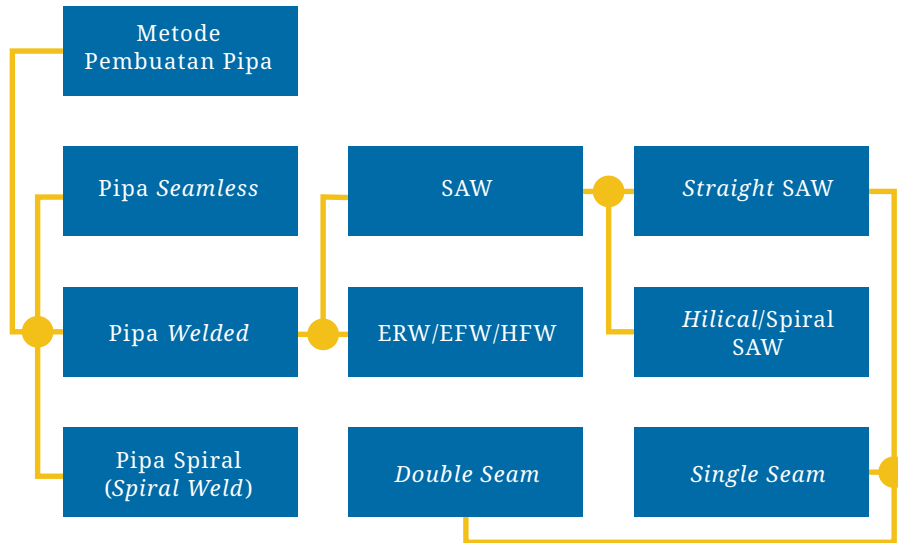 Metode
Pembuatan Pipa
Pipa Seamless
SAW
Straight SAW
Pipa Welded
ERW/EFW/HFW
Hilical/Spiral
SAW
Pipa Spiral
(Spiral Weld)
Double Seam
Single Seam